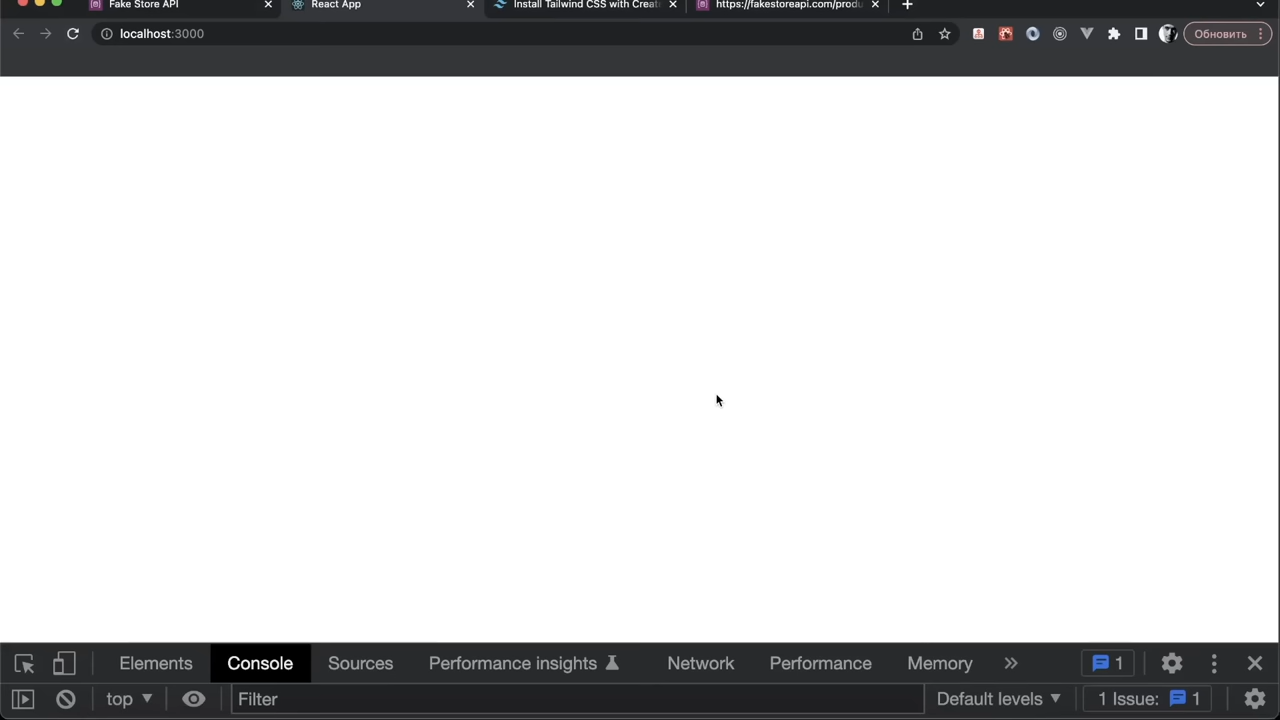 Fake Store API
React App
Install Tailwind CSS with Creat
https://fakestoreapi.com/produ
localhost:3000
Обновить
Elements
Console
Sources
Performance insights
Network
Performance
Memory
1
top
Filter
Default levels
1 Issue:
1